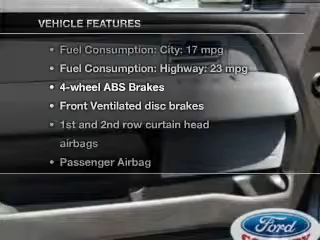 VEHICLE FEATURES
• Fuel Consumption: City: 17 mpg
• Fuel Consumption: Highway: 23 mpg
• 4-wheel ABS Brakes
• Front Ventilated disc brakes
• 1st and 2nd row curtain head
airbags
• Passenger Airbag
Ford